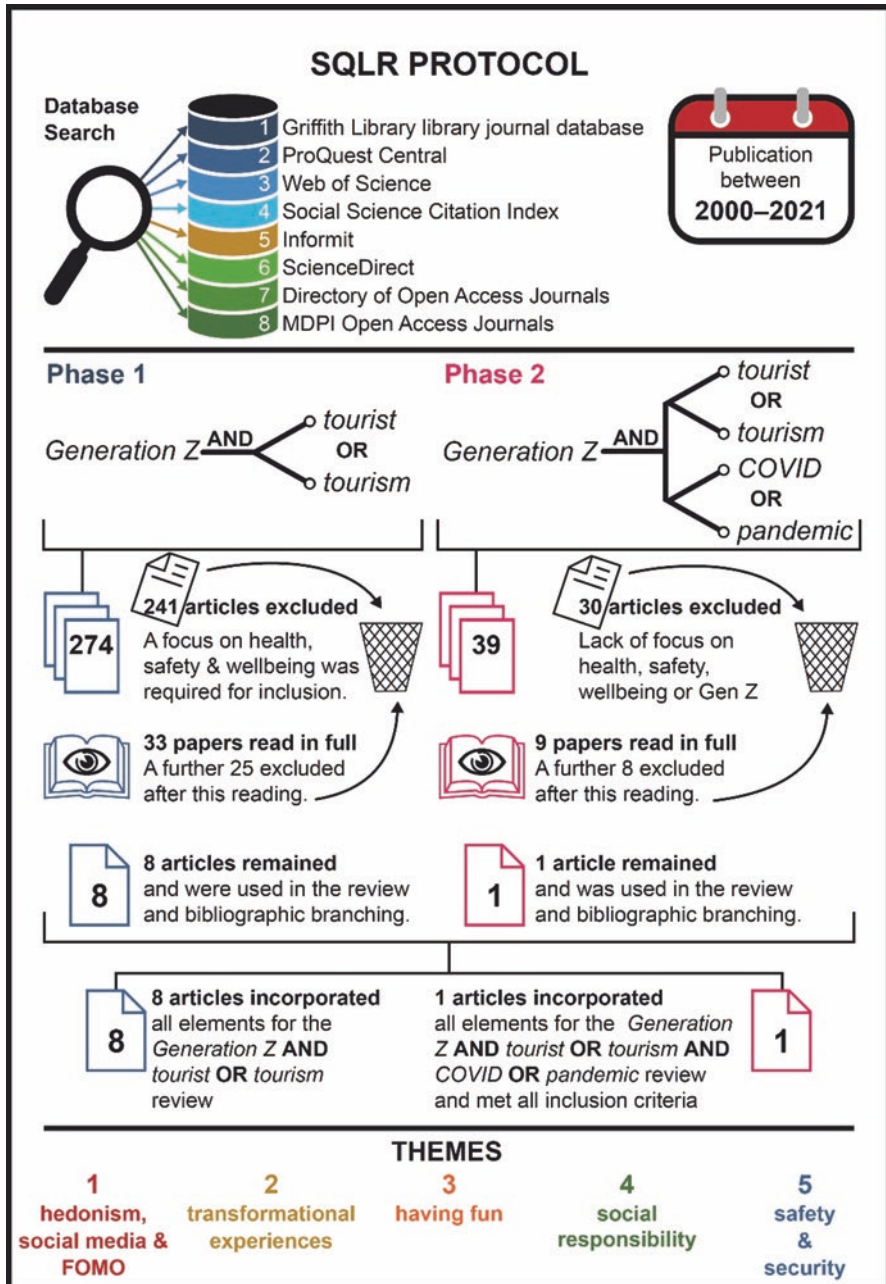 SQLR PROTOCOL
Database
Search
1 Griffith Library library journal database
2 ProQuest Central
3 Web of Science
4 Social Science Citation Index
5 Informit
6 ScienceDirect
7 Directory of Open Access Journals
8 MDPI Open Access Journals
Publication
between
2000–2021
Phase 1
Generation Z AND
tourist
OR
tourism
Phase 2
Generation Z AND
tourist
OR
tourism
COVID
OR
pandemic
274
241 articles excluded
A focus on health,
safety & wellbeing was
required for inclusion.
33 papers read in full
A further 25 excluded
after this reading.
8
8 articles remained
and were used in the review
and bibliographic branching.
39
30 articles excluded
Lack of focus on
health, safety,
wellbeing or Gen Z
9 papers read in full
A further 8 excluded
after this reading.
1
1 article remained
and was used in the review
and bibliographic branching.
8
8 articles incorporated
all elements for the
Generation Z AND
tourist OR tourism
review
1 articles incorporated
all elements for the Generation
Z AND tourist OR tourism AND
COVID OR pandemic review
and met all inclusion criteria
1
THEMES
1
hedonism,
social media &
FOMO
2
transformational
experiences
3
having fun
4
social
responsibility
5
safety
&
security